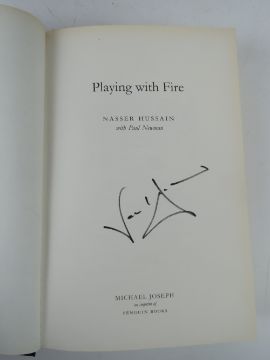 Playing with Fire
NASSER HUSSAIN
with Paul Newman
MICHAEL JOSEPH
an imprint of
PENGUIN BOOKS